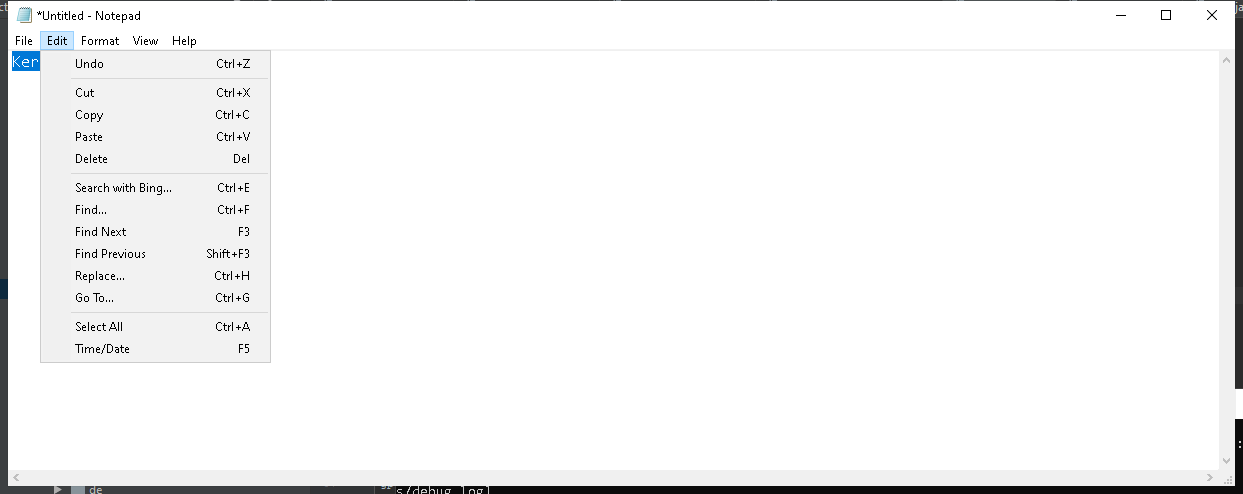 *Untitled - Notepad
File Edit Format View Help
Ker
Undo Ctrl+Z
Cut Ctrl+X
Copy Ctrl+C
Paste Ctrl+V
Delete Del
Search with Bing... Ctrl+E
Find... Ctrl+F
Find Next F3
Find Previous Shift+F3
Replace... Ctrl+H
Go To... Ctrl+G
Select All Ctrl+A
Time/Date F5
de
s/debug.log]